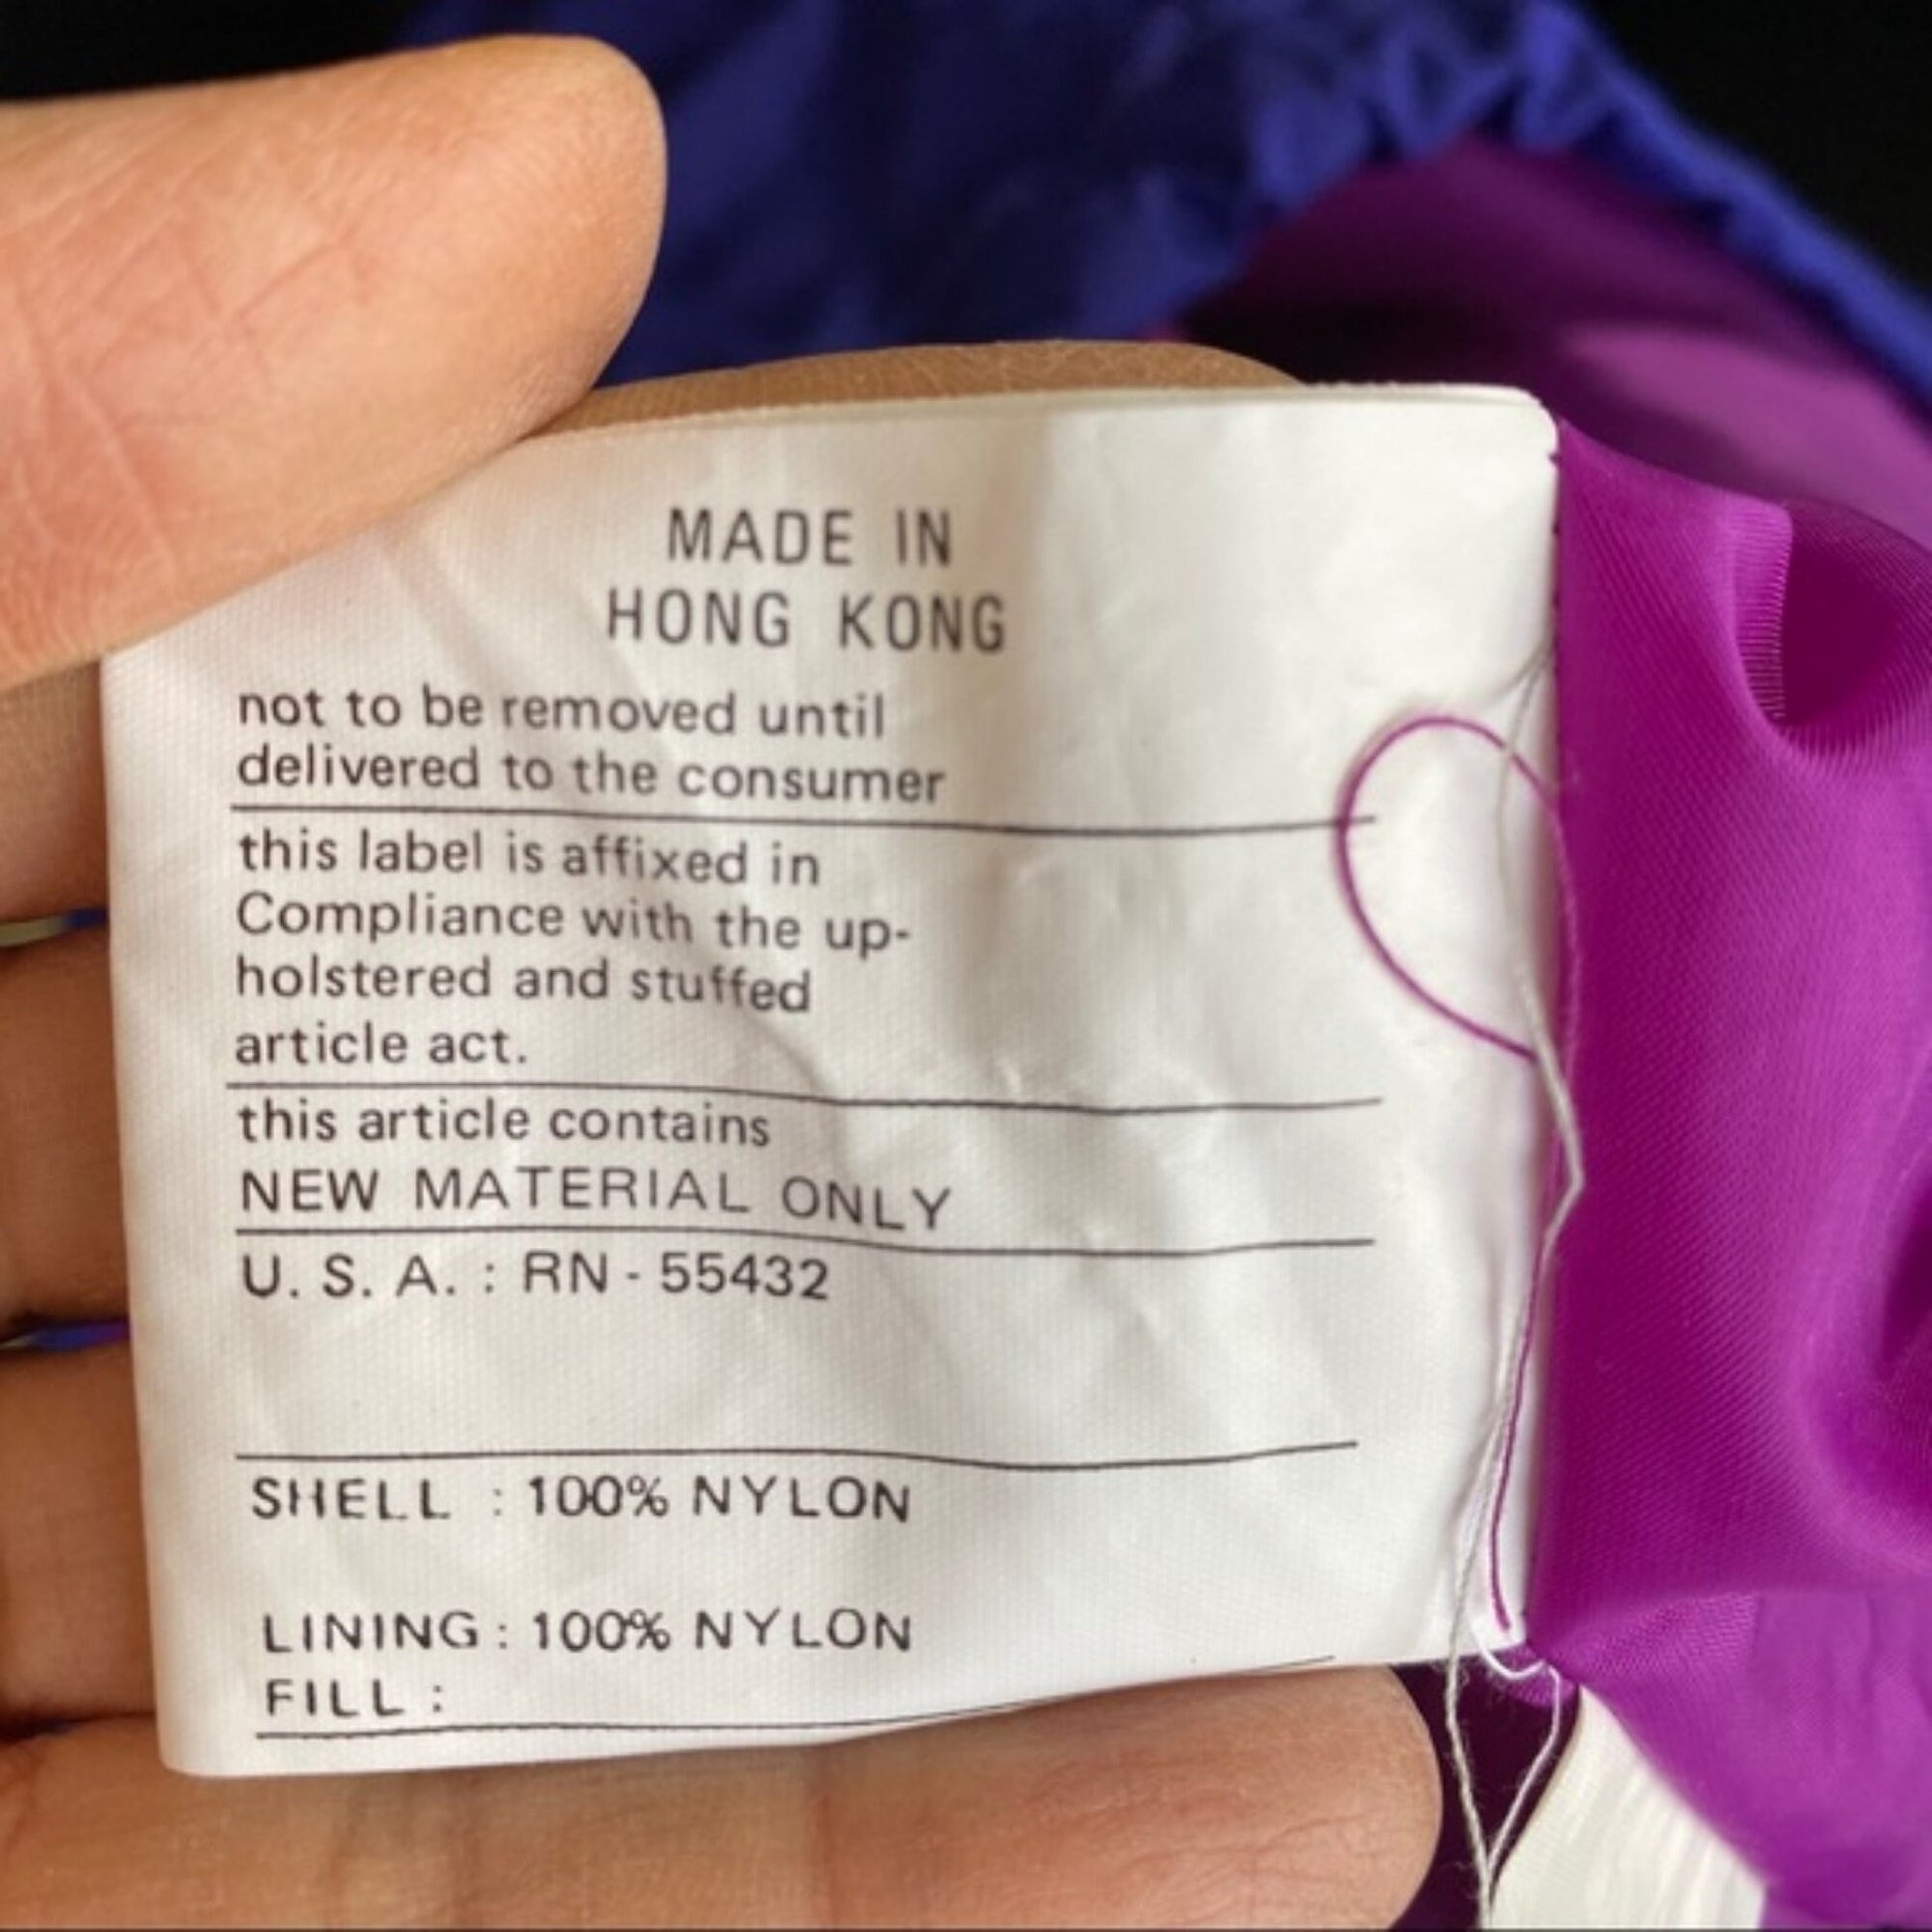 MADE IN
HONG KONG
not to be removed until
delivered to the consumer
this label is affixed in
Compliance with the up-
holstered and stuffed
article act.
this article contains
NEW MATERIAL ONLY
U. S. A. : RN - 55432
SHELL : 100% NYLON
LINING : 100% NYLON
FILL :